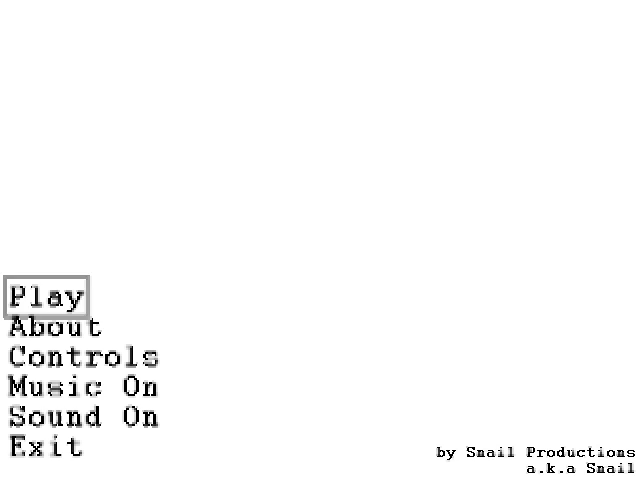 Play
About
Controls
Music On
Sound On
Exit
by Snail Productions
a.k.a Snail